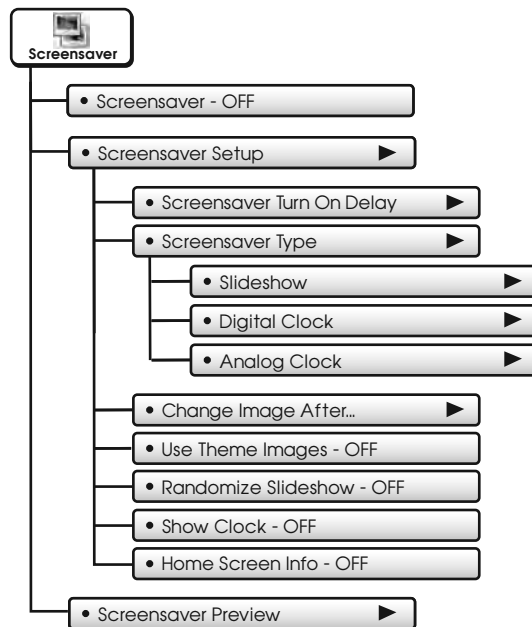 Screensaver
• Screensaver - OFF
• Screensaver Setup
• Screensaver Turn On Delay
• Screensaver Type
• Slideshow
• Digital Clock
• Analog Clock
• Change Image After...
• Use Theme Images - OFF
• Randomize Slideshow - OFF
• Show Clock - OFF
• Home Screen Info - OFF
• Screensaver Preview